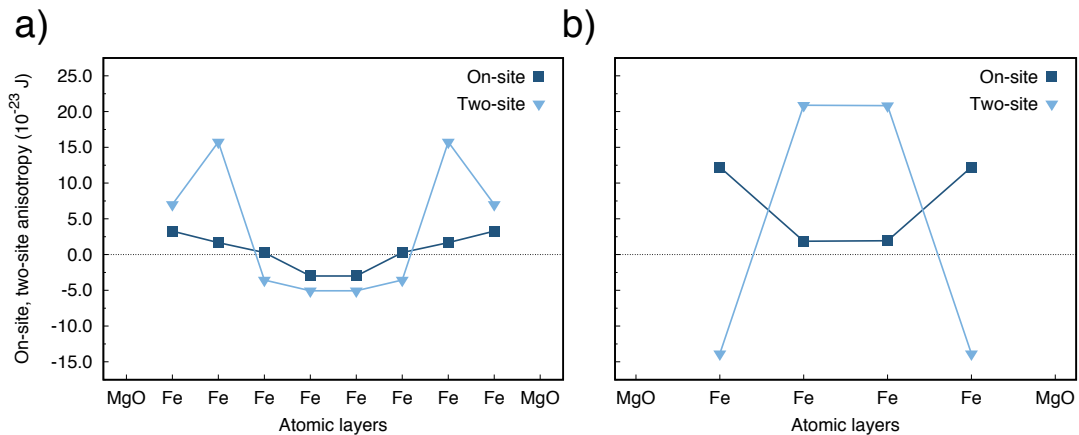 a)
On-site, two-site anisotropy (10⁻²³ J)
25.0
20.0
15.0
10.0
5.0
0.0
-5.0
-10.0
-15.0
On-site
Two-site
MgO Fe Fe Fe Fe Fe Fe Fe Fe MgO
Atomic layers
b)
On-site
Two-site
MgO Fe Fe Fe Fe MgO
Atomic layers